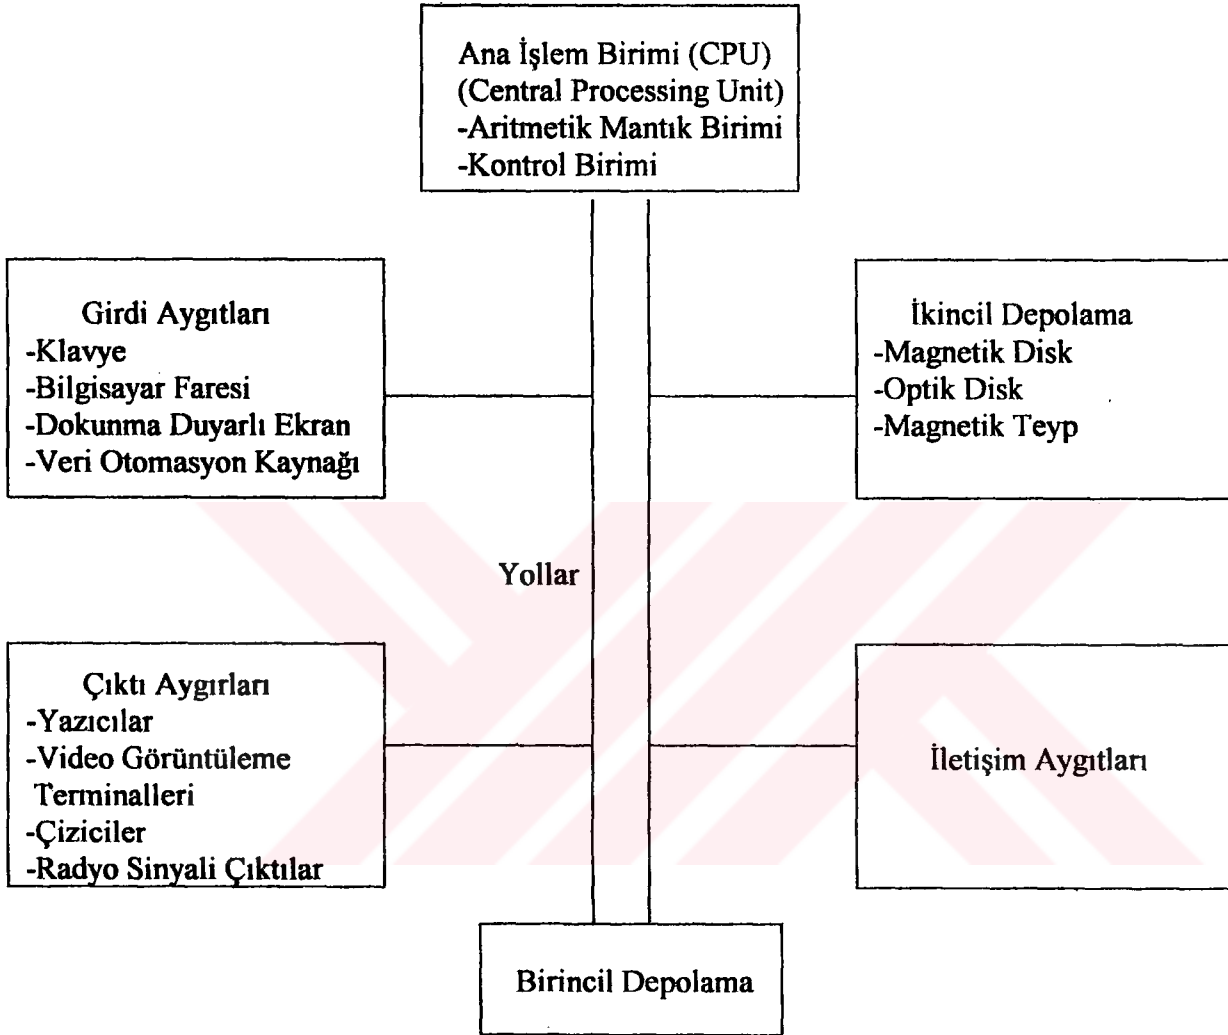 Ana İşlem Birimi (CPU)
(Central Processing Unit)
-Aritmetik Mantık Birimi
-Kontrol Birimi
Girdi Aygıtları
-Klavye
-Bilgisayar Faresi
-Dokunma Duyarlı Ekran
-Veri Otomasyon Kaynağı
İkincil Depolama
-Magnetik Disk
-Optik Disk
-Magnetik Teyp
Yollar
Çıktı Aygırları
-Yazıcılar
-Video Görüntüleme
Terminalleri
-Çiziciler
-Radyo Sinyali Çıktılar
İletişim Aygıtları
Birincil Depolama